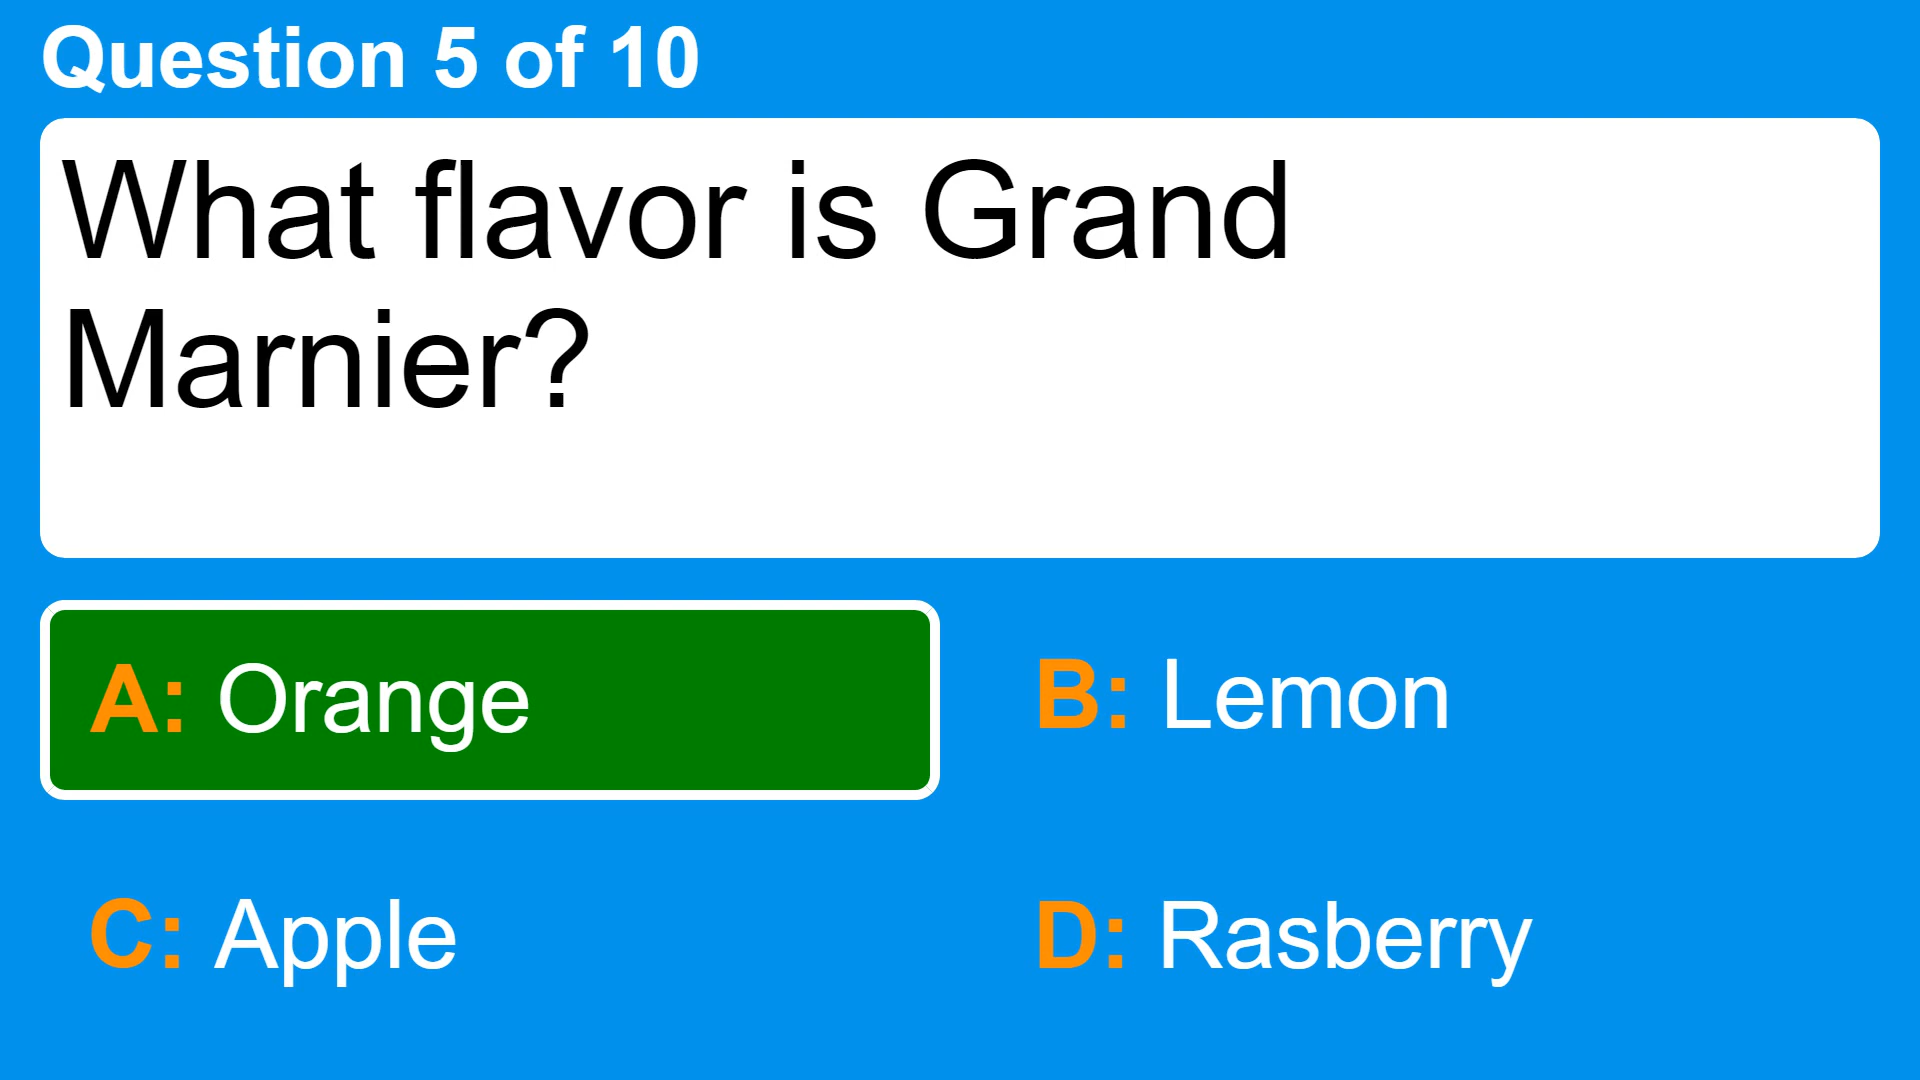 Question 5 of 10
What flavor is Grand
Marnier?
A: Orange
B: Lemon
C: Apple
D: Rasberry